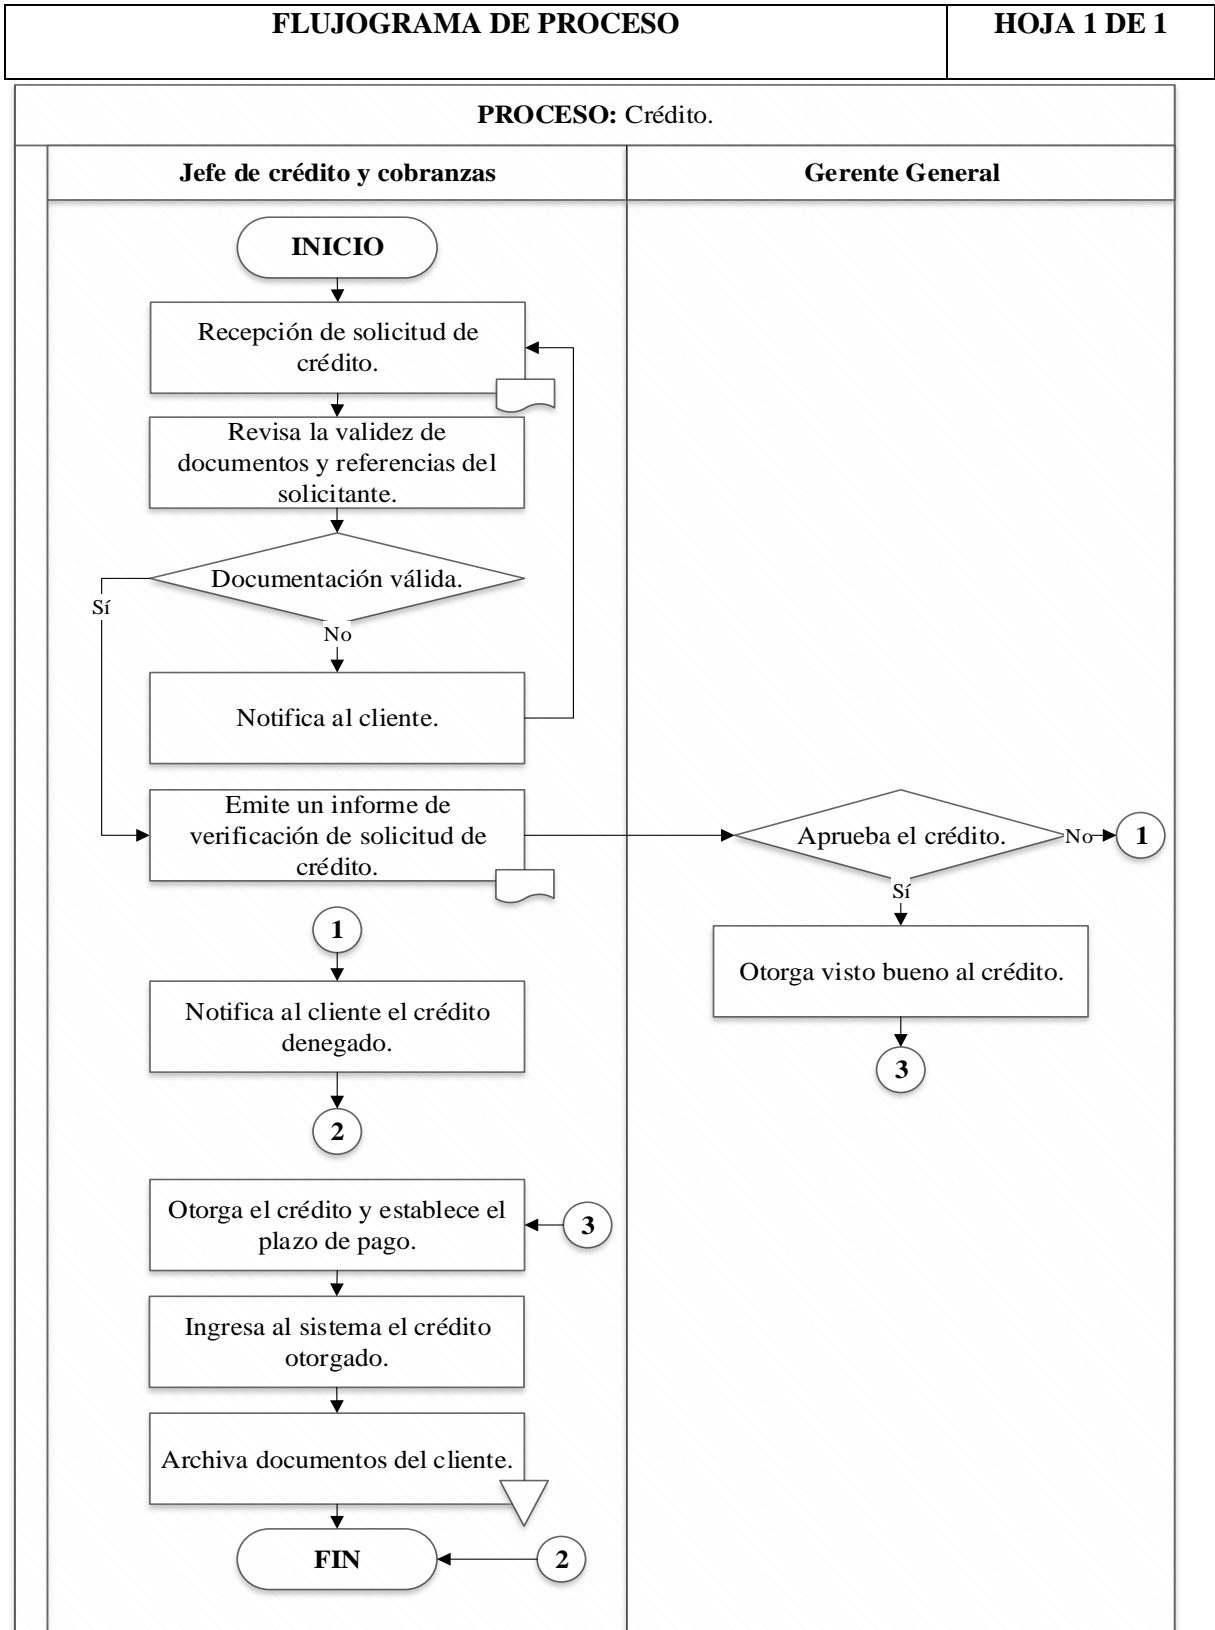 FLUJOGRAMA DE PROCESO
HOJA 1 DE 1
PROCESO: Crédito.
Jefe de crédito y cobranzas
Gerente General
INICIO
Recepción de solicitud de
crédito.
Revisa la validez de
documentos y referencias del
solicitante.
Documentación válida.
Sí
No
Notifica al cliente.
Emite un informe de
verificación de solicitud de
crédito.
Aprueba el crédito.
No
1
Sí
1
Otorga visto bueno al crédito.
Notifica al cliente el crédito
denegado.
3
2
Otorga el crédito y establece el
plazo de pago.
3
Ingresa al sistema el crédito
otorgado.
Archiva documentos del cliente.
FIN
2